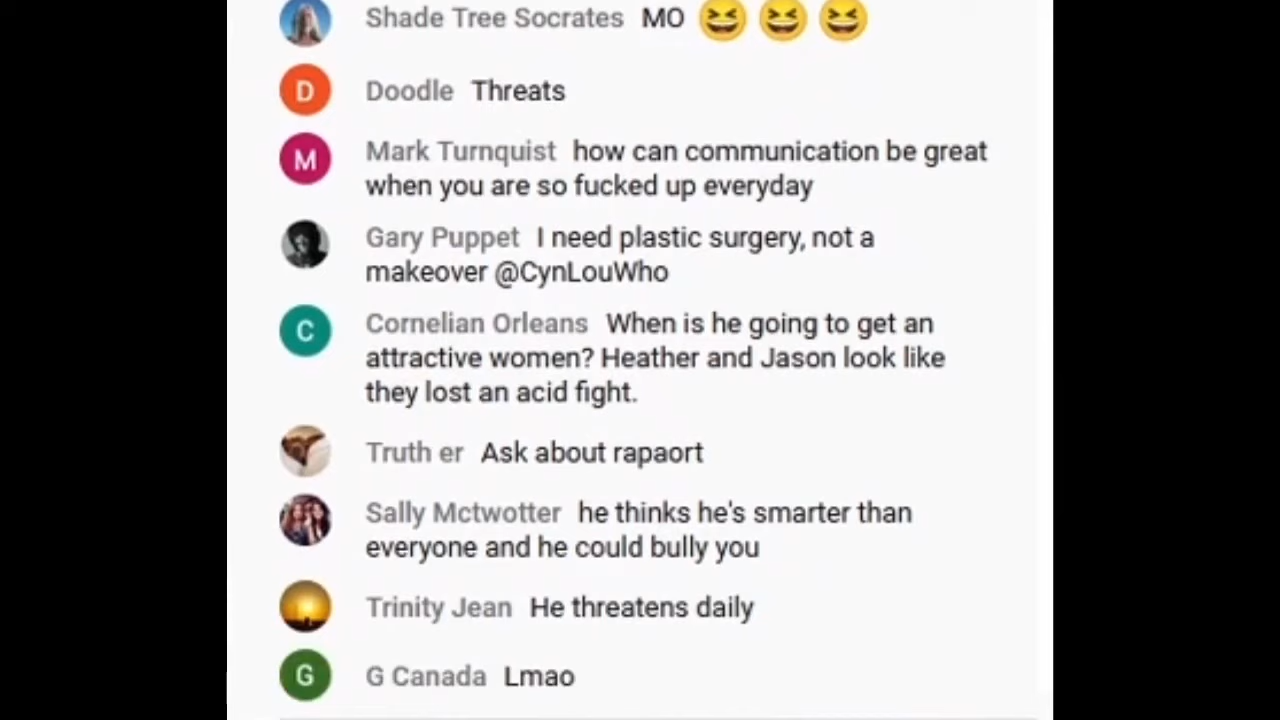 Shade Tree Socrates MO 😆 😆 😆
D Doodle Threats
M Mark Turnquist how can communication be great
when you are so fucked up everyday
Gary Puppet I need plastic surgery, not a
makeover @CynLouWho
C Cornelian Orleans When is he going to get an
attractive women? Heather and Jason look like
they lost an acid fight.
Truth er Ask about rapaort
Sally Mctwotter he thinks he's smarter than
everyone and he could bully you
Trinity Jean He threatens daily
G G Canada Lmao